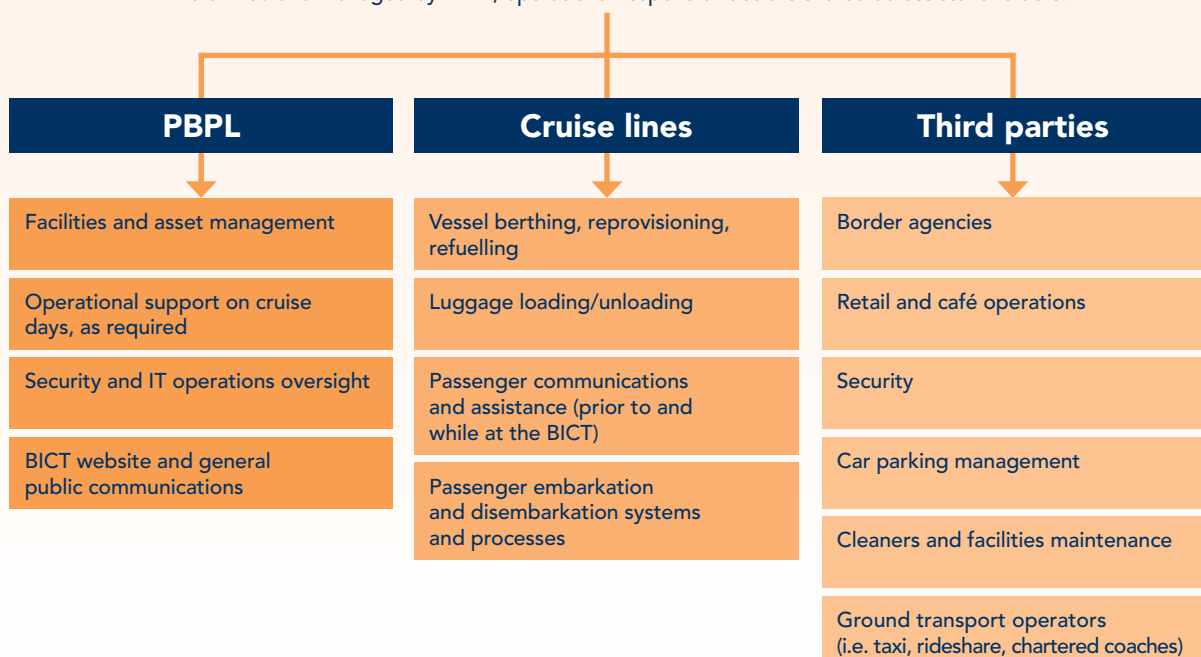 PBPL
Facilities and asset management
Operational support on cruise
days, as required
Security and IT operations oversight
BICT website and general
public communications
Cruise lines
Vessel berthing, reprovisioning,
refuelling
Luggage loading/unloading
Passenger communications
and assistance (prior to and
while at the BICT)
Passenger embarkation
and disembarkation systems
and processes
Third parties
Border agencies
Retail and café operations
Security
Car parking management
Cleaners and facilities maintenance
Ground transport operators
(i.e. taxi, rideshare, chartered coaches)